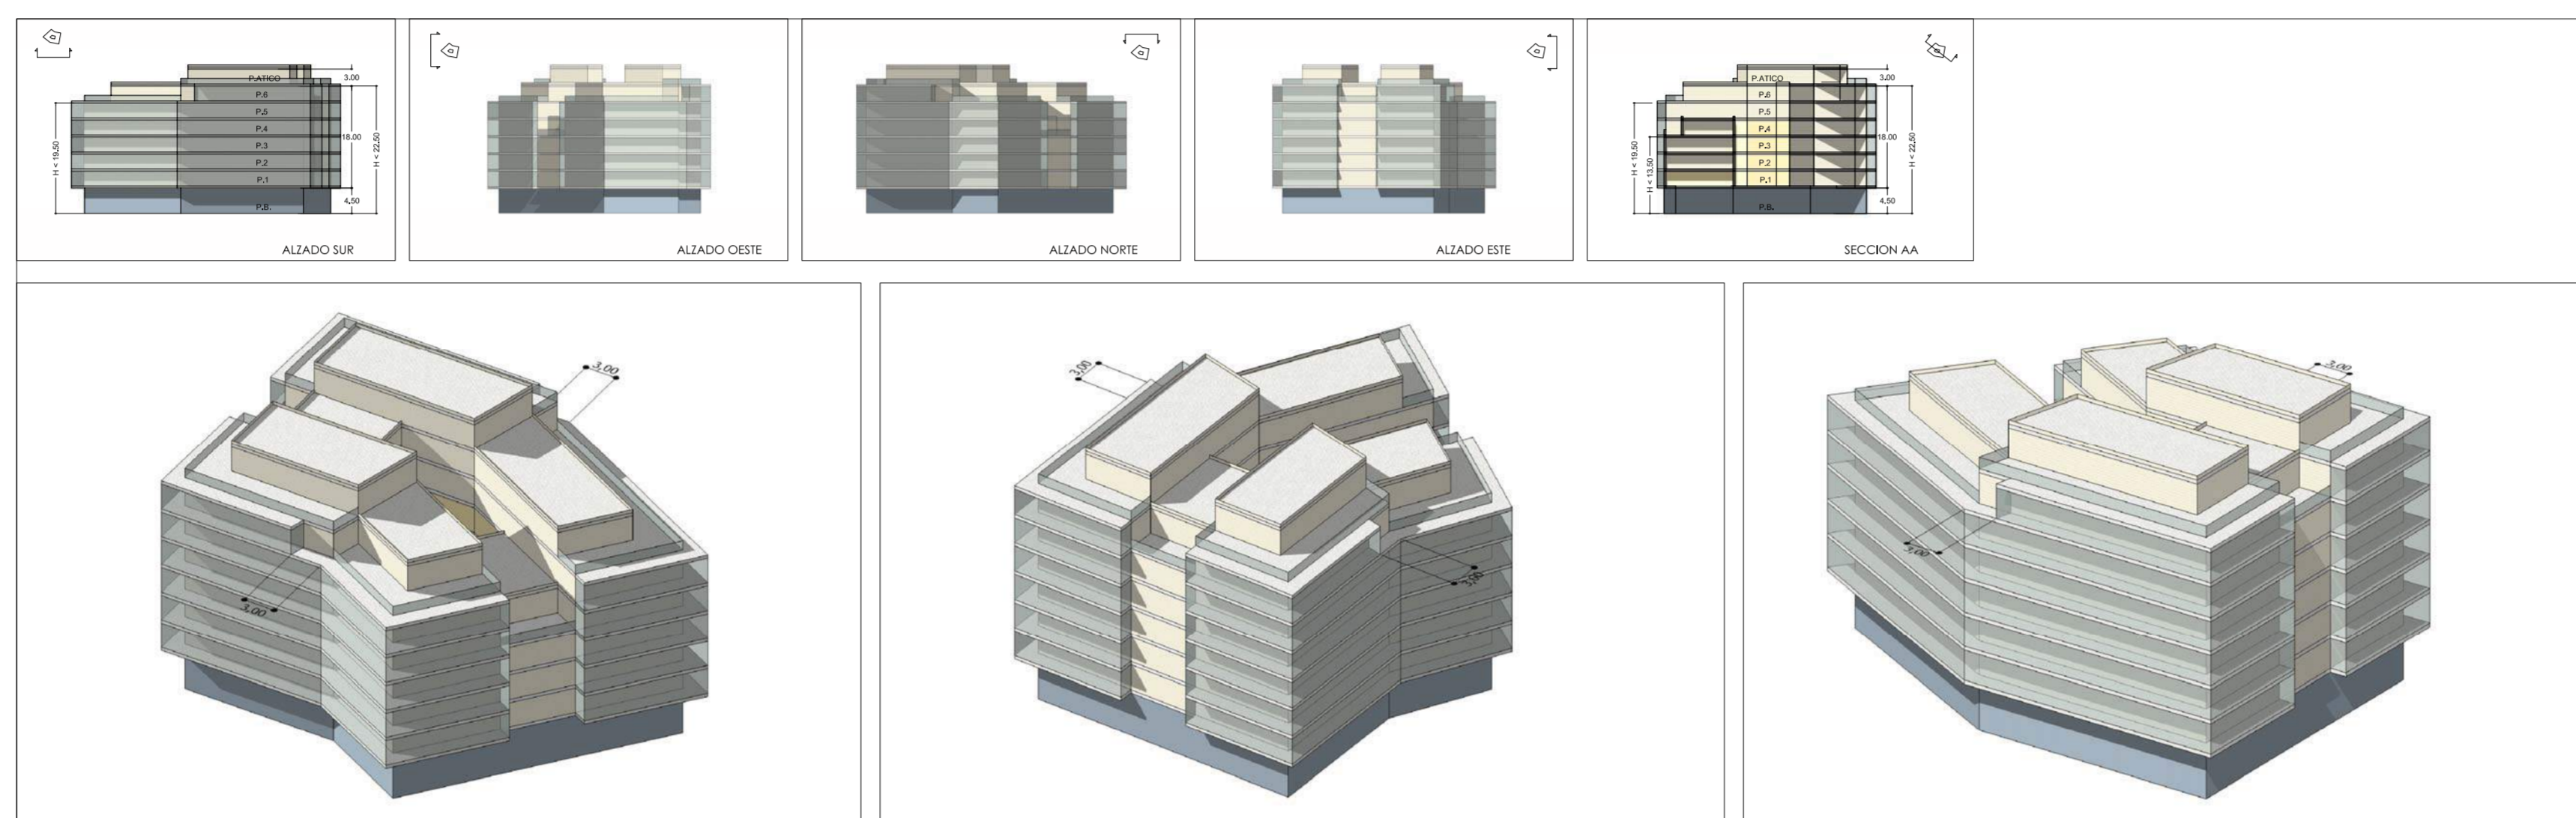 P.ATICO
P.6
P.5
P.4
P.3
P.2
P.1
P.B.
3.00
18.00
4,50
H < 19.50
H < 22.50
ALZADO SUR
ALZADO OESTE
ALZADO NORTE
ALZADO ESTE
P.ATICO
P.6
P.5
P.4
P.3
P.2
P.1
P.B.
3.00
18.00
4,50
H < 19.50
H < 13.50
H < 22.50
SECCION AA
3,00
3,00
3,00
3,00
3,00
3,00